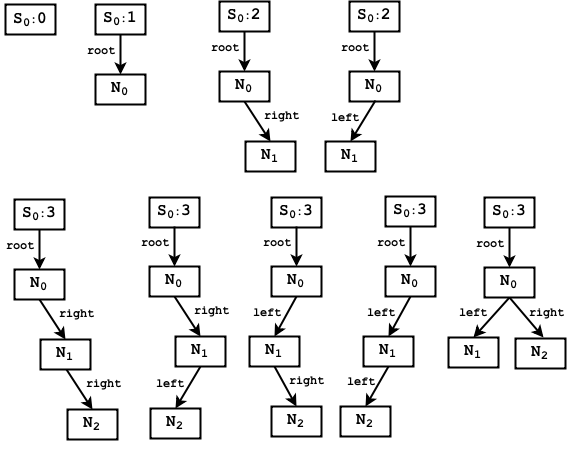 S0:0 S0:1 S0:2 S0:2
root root root
N0 N0 N0
right left
N1 N1
S0:3 S0:3 S0:3 S0:3 S0:3
root root root root root
N0 N0 N0 N0 N0
right right left left left right
N1 N1 N1 N1 N1 N2
right left right left
N2 N2 N2 N2